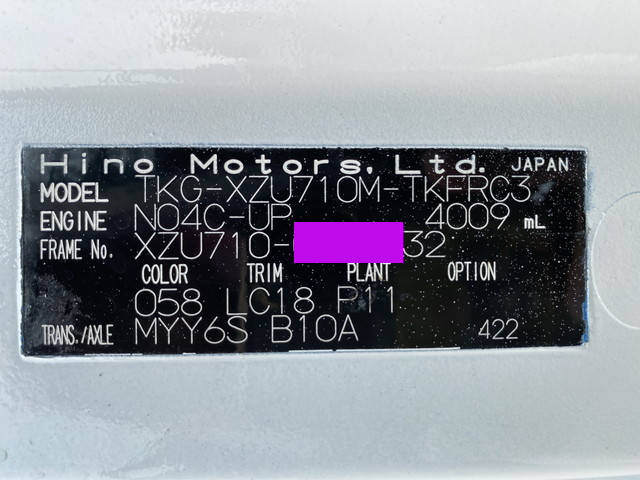 Hino Motors, Ltd. JAPAN
MODEL TKG-XZU710M-TKFRC3
ENGINE N04C-UP 4009 mL
FRAME No. XZU710- 32
COLOR TRIM PLANT OPTION
058 LC18 P11
TRANS./AXLE MYY6S B10A 422